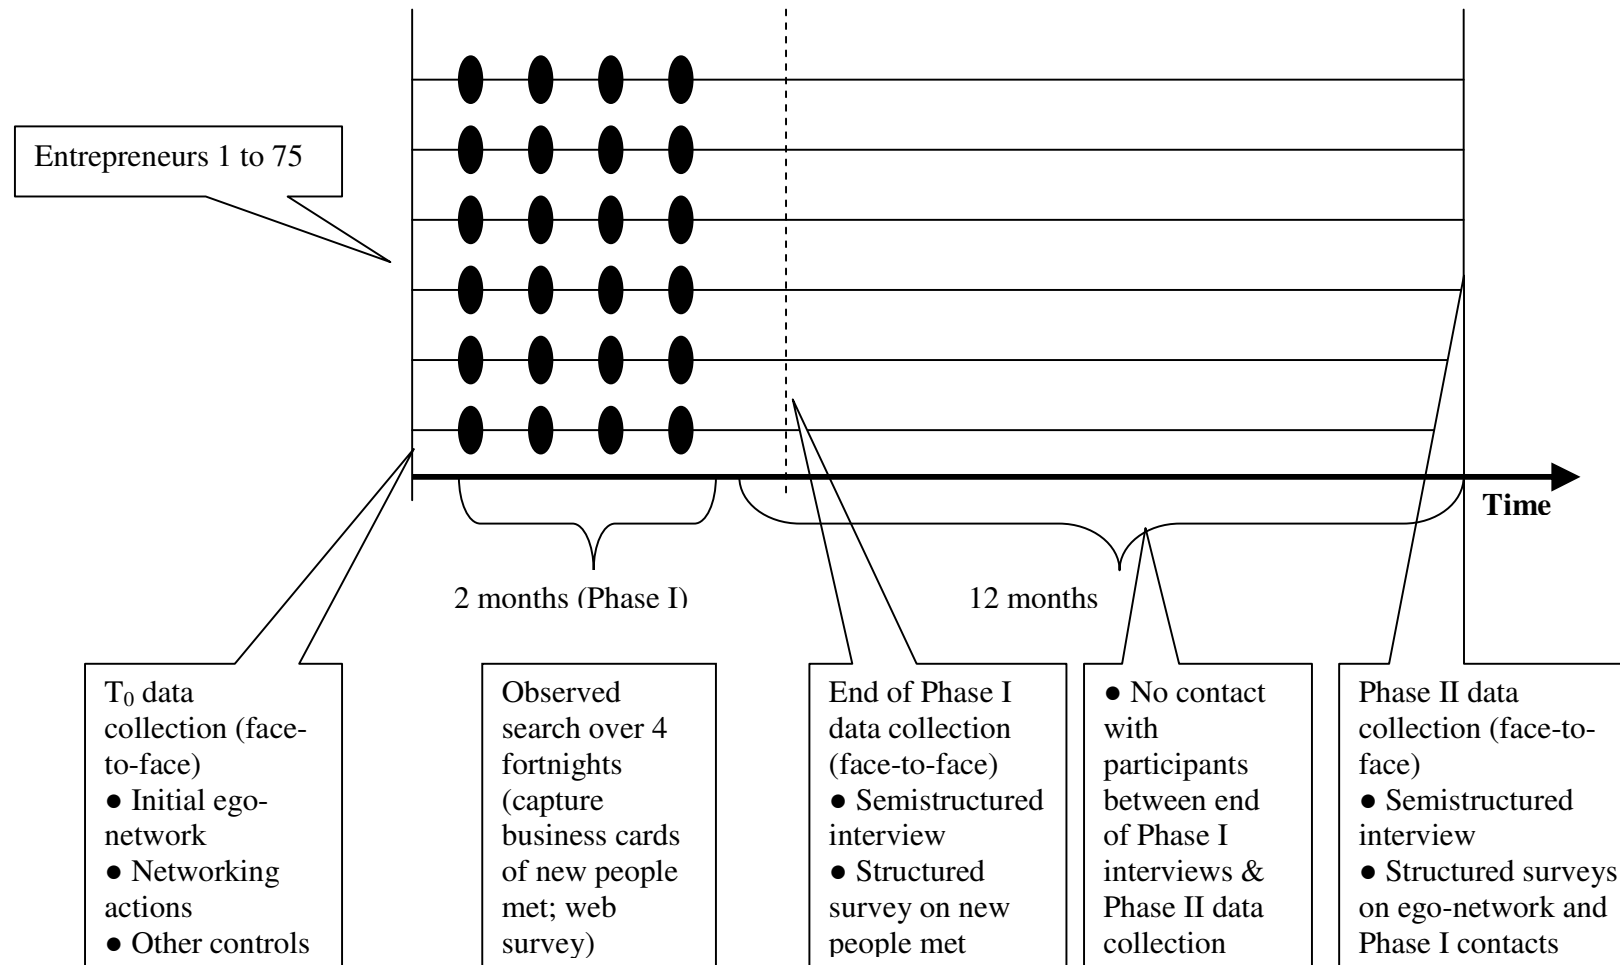 Entrepreneurs 1 to 75
Time
2 months (Phase I)
12 months
T₀ data
collection (face-
to-face)
● Initial ego-
network
● Networking
actions
● Other controls
Observed
search over 4
fortnights
(capture
business cards
of new people
met; web
survey)
End of Phase I
data collection
(face-to-face)
● Semistructured
interview
● Structured
survey on new
people met
● No contact
with
participants
between end
of Phase I
interviews &
Phase II data
collection
Phase II data
collection (face-to-
face)
● Semistructured
interview
● Structured surveys
on ego-network and
Phase I contacts